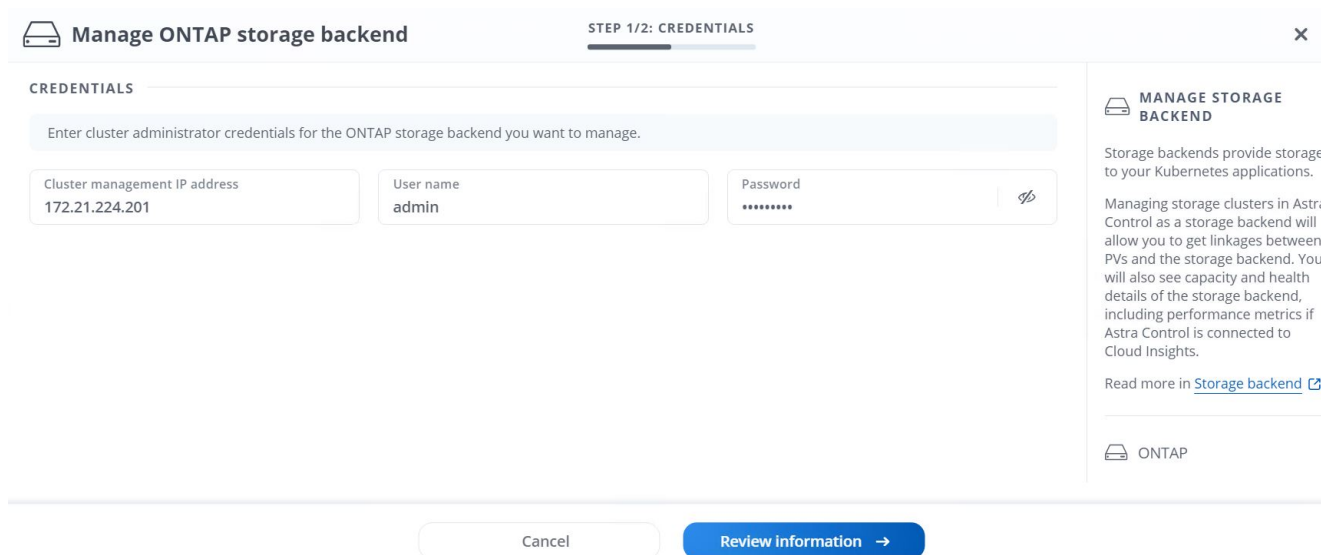 Manage ONTAP storage backend
STEP 1/2: CREDENTIALS
CREDENTIALS
Enter cluster administrator credentials for the ONTAP storage backend you want to manage.
Cluster management IP address
172.21.224.201
User name
admin
Password
•••••••••
MANAGE STORAGE
BACKEND
Storage backends provide storage
to your Kubernetes applications.
Managing storage clusters in Astra
Control as a storage backend will
allow you to get linkages between
PVs and the storage backend. You
will also see capacity and health
details of the storage backend,
including performance metrics if
Astra Control is connected to
Cloud Insights.
Read more in Storage backend
ONTAP
Cancel
Review information →